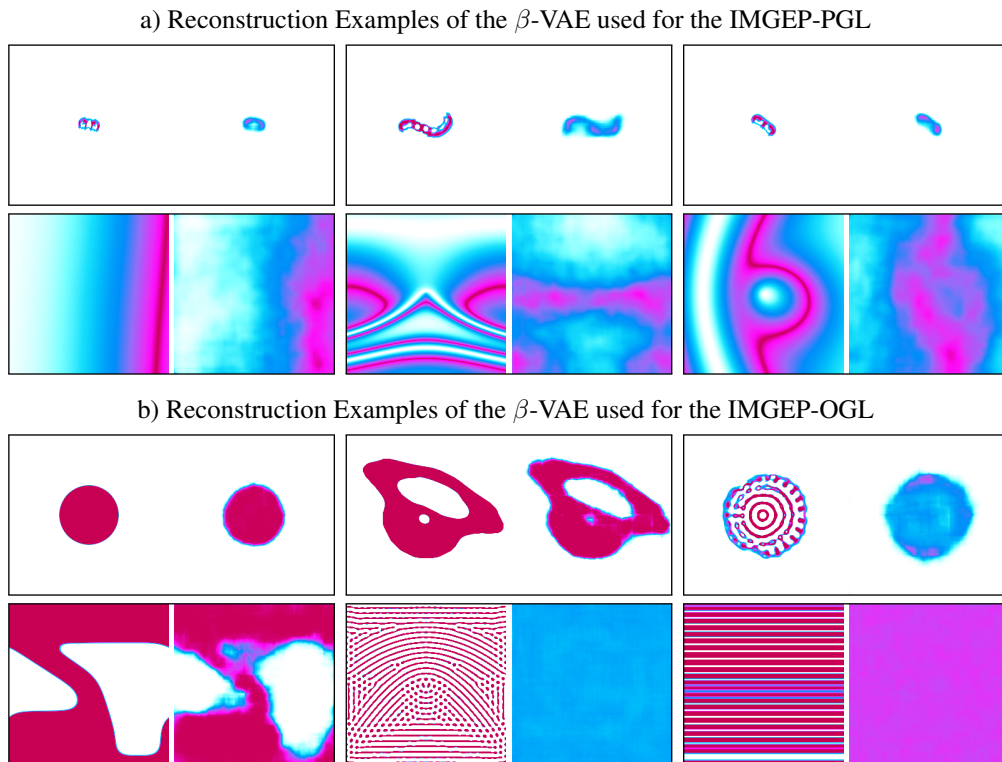 a) Reconstruction Examples of the β-VAE used for the IMGEP-PGL
b) Reconstruction Examples of the β-VAE used for the IMGEP-OGL